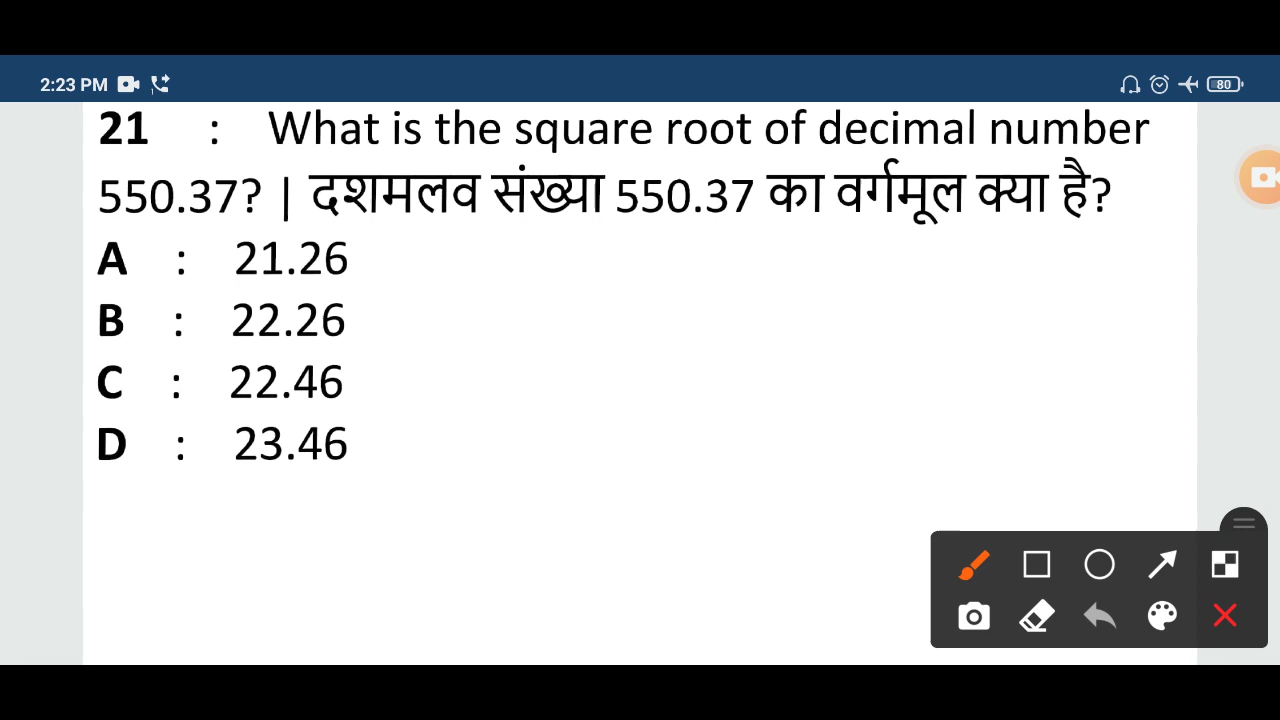 2:23 PM
80
21 : What is the square root of decimal number
550.37? | दशमलव संख्या 550.37 का वर्गमूल क्या है?
A : 21.26
B : 22.26
C : 22.46
D : 23.46